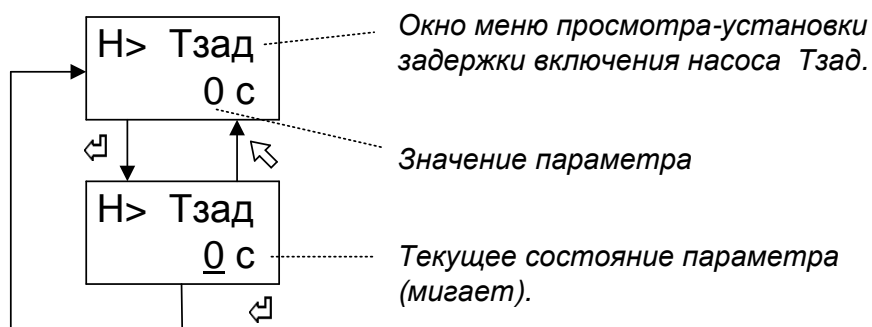 Н> Тзад
0 с
Окно меню просмотра-установки
задержки включения насоса Тзад.
Значение параметра
Н> Тзад
0 с
Текущее состояние параметра
(мигает).